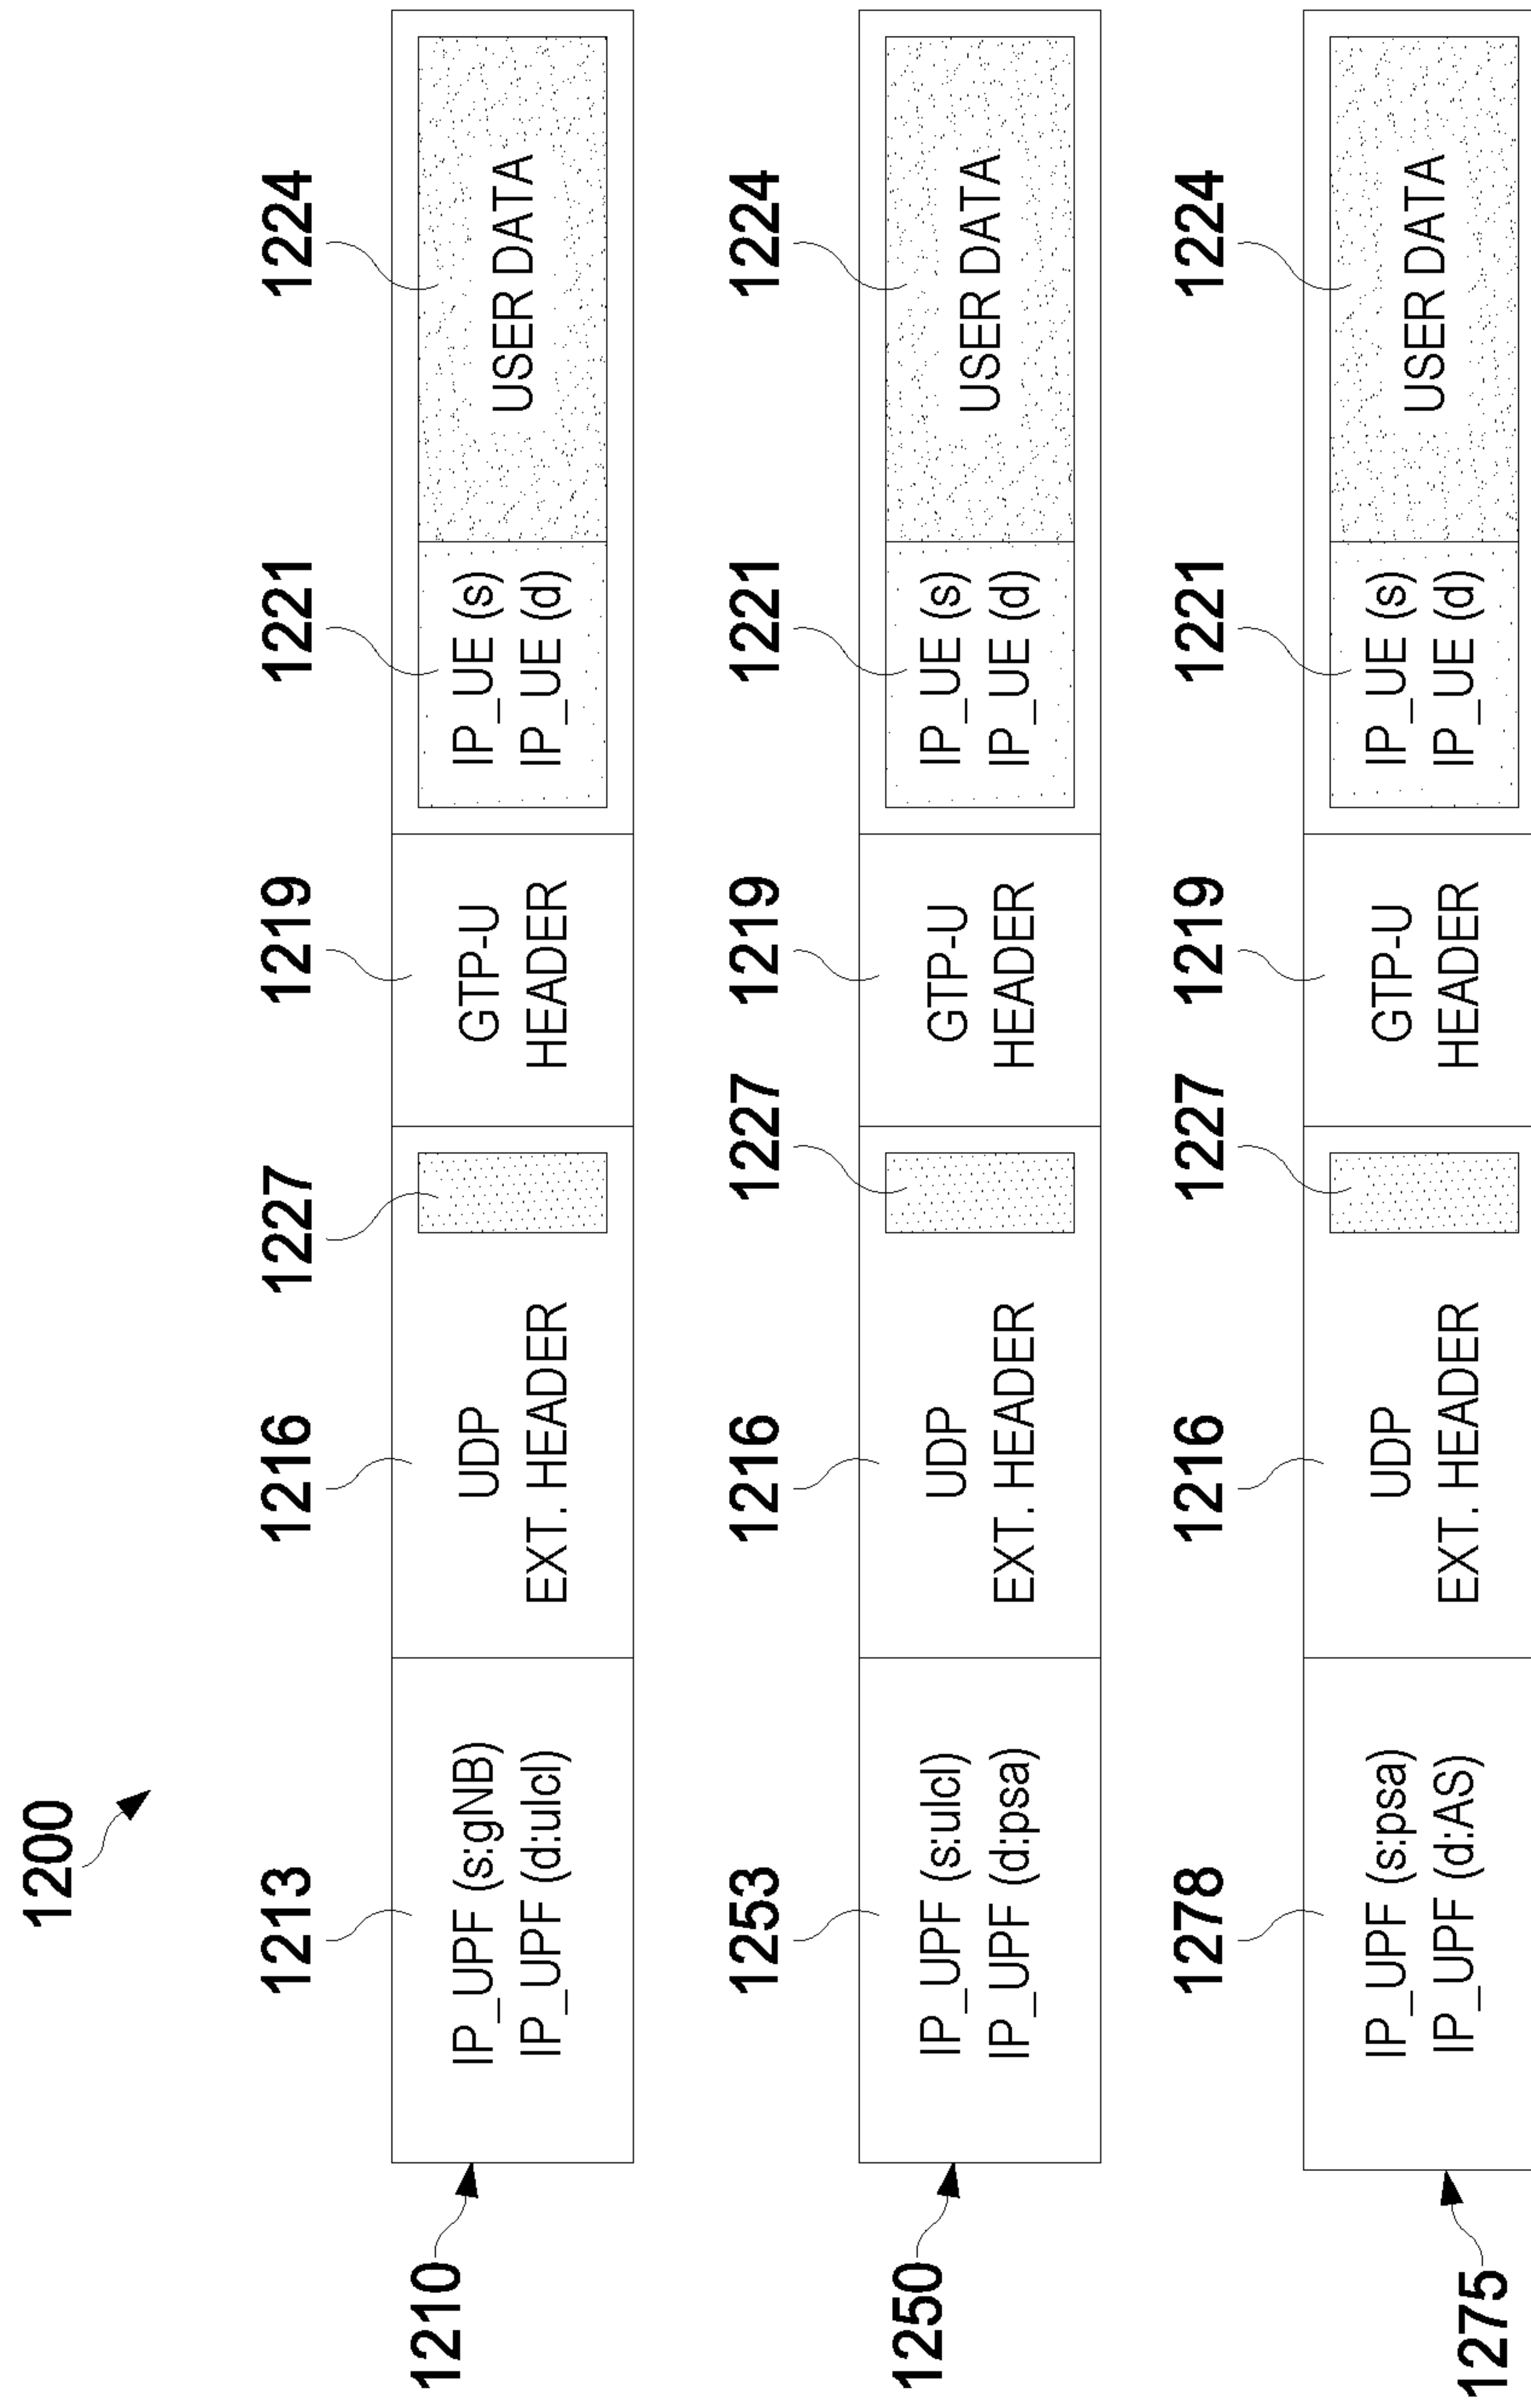 1200
1213
1216
1227
1219
1221
1224
1210
IP_UPF (s:gNB)
IP_UPF (d:ulcl)
UDP
EXT. HEADER
GTP-U
HEADER
IP_UE (s)
IP_UE (d)
USER DATA
1253
1216
1227
1219
1221
1224
1250
IP_UPF (s:ulcl)
IP_UPF (d:psa)
UDP
EXT. HEADER
GTP-U
HEADER
IP_UE (s)
IP_UE (d)
USER DATA
1278
1216
1227
1219
1221
1224
1275
IP_UPF (s:psa)
IP_UPF (d:AS)
UDP
EXT. HEADER
GTP-U
HEADER
IP_UE (s)
IP_UE (d)
USER DATA